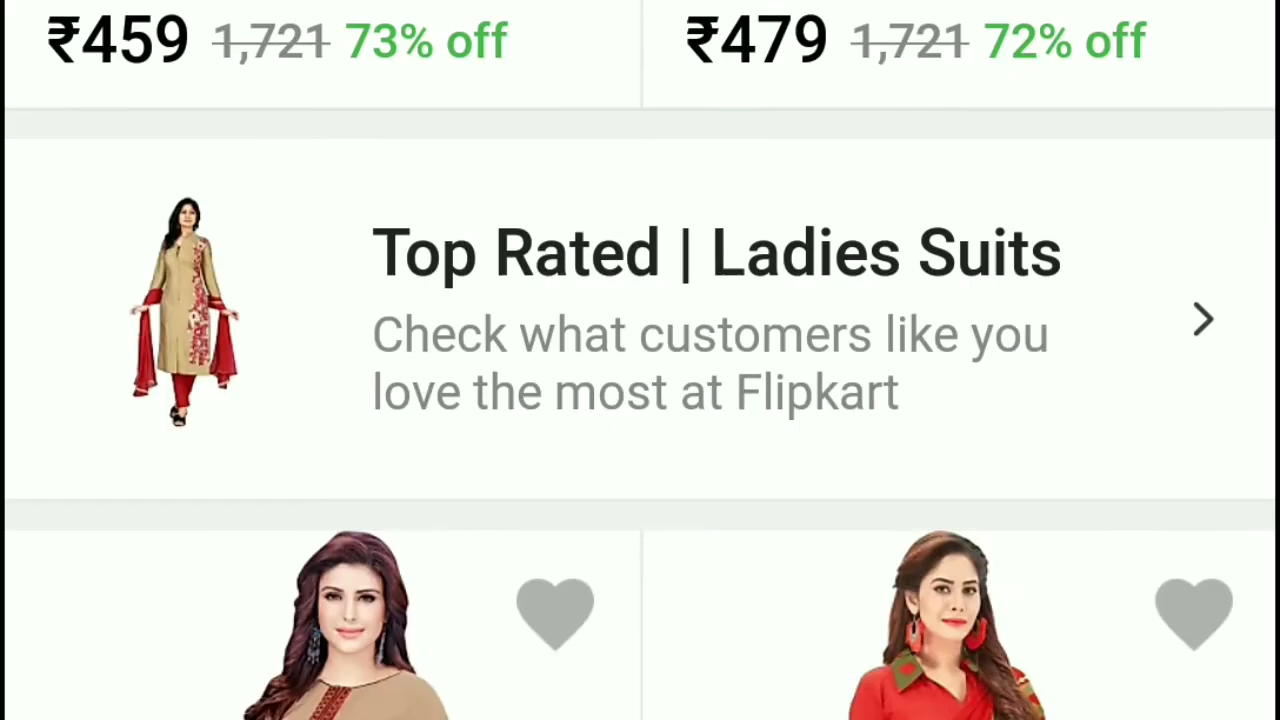 ₹459 1,721 73% off
₹479 1,721 72% off
Top Rated | Ladies Suits
Check what customers like you
love the most at Flipkart